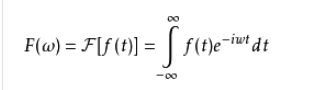 F(ω) = ℱ[f(t)] = ∫_{−∞}^{∞} f(t)e^{−iwt} dt